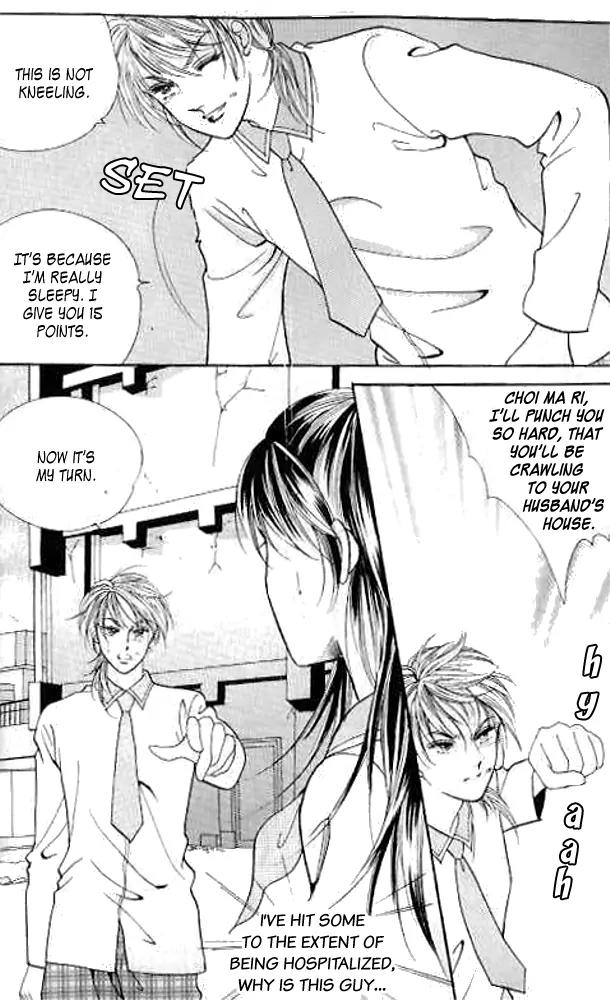 THIS IS NOT
KNEELING.
SET
IT'S BECAUSE
I'M REALLY
SLEEPY. I
GIVE YOU 15
POINTS.
NOW IT'S
MY TURN.
I'VE HIT SOME
TO THE EXTENT OF
BEING HOSPITALIZED,
WHY IS THIS GUY...
CHOI MA RI,
I'LL PUNCH YOU
SO HARD, THAT
YOU'LL BE
CRAWLING
TO YOUR
HUSBAND'S
HOUSE.
hyaah